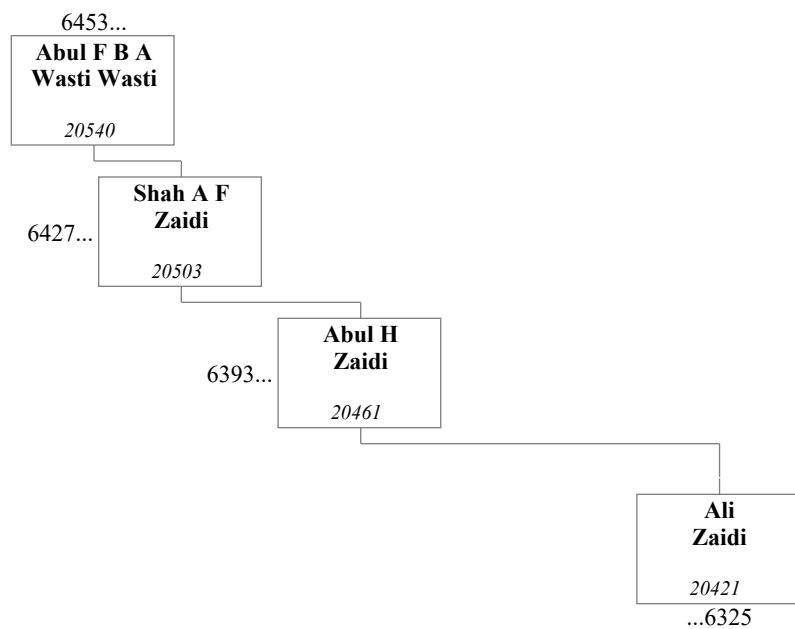 6453...
Abul F B A
Wasti Wasti
20540
Shah A F
Zaidi
6427...
20503
Abul H
Zaidi
6393...
20461
Ali
Zaidi
20421
...6325